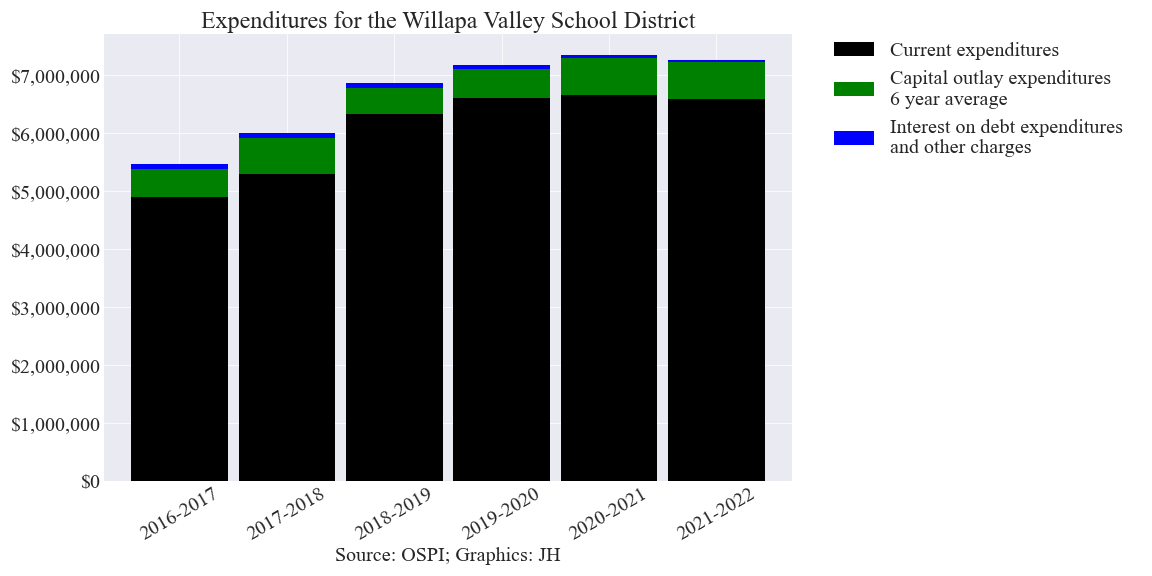 Expenditures for the Willapa Valley School District
Current expenditures
Capital outlay expenditures
6 year average
Interest on debt expenditures
and other charges
$7,000,000
$6,000,000
$5,000,000
$4,000,000
$3,000,000
$2,000,000
$1,000,000
$0
2016-2017
2017-2018
2018-2019
2019-2020
2020-2021
2021-2022
Source: OSPI; Graphics: JH